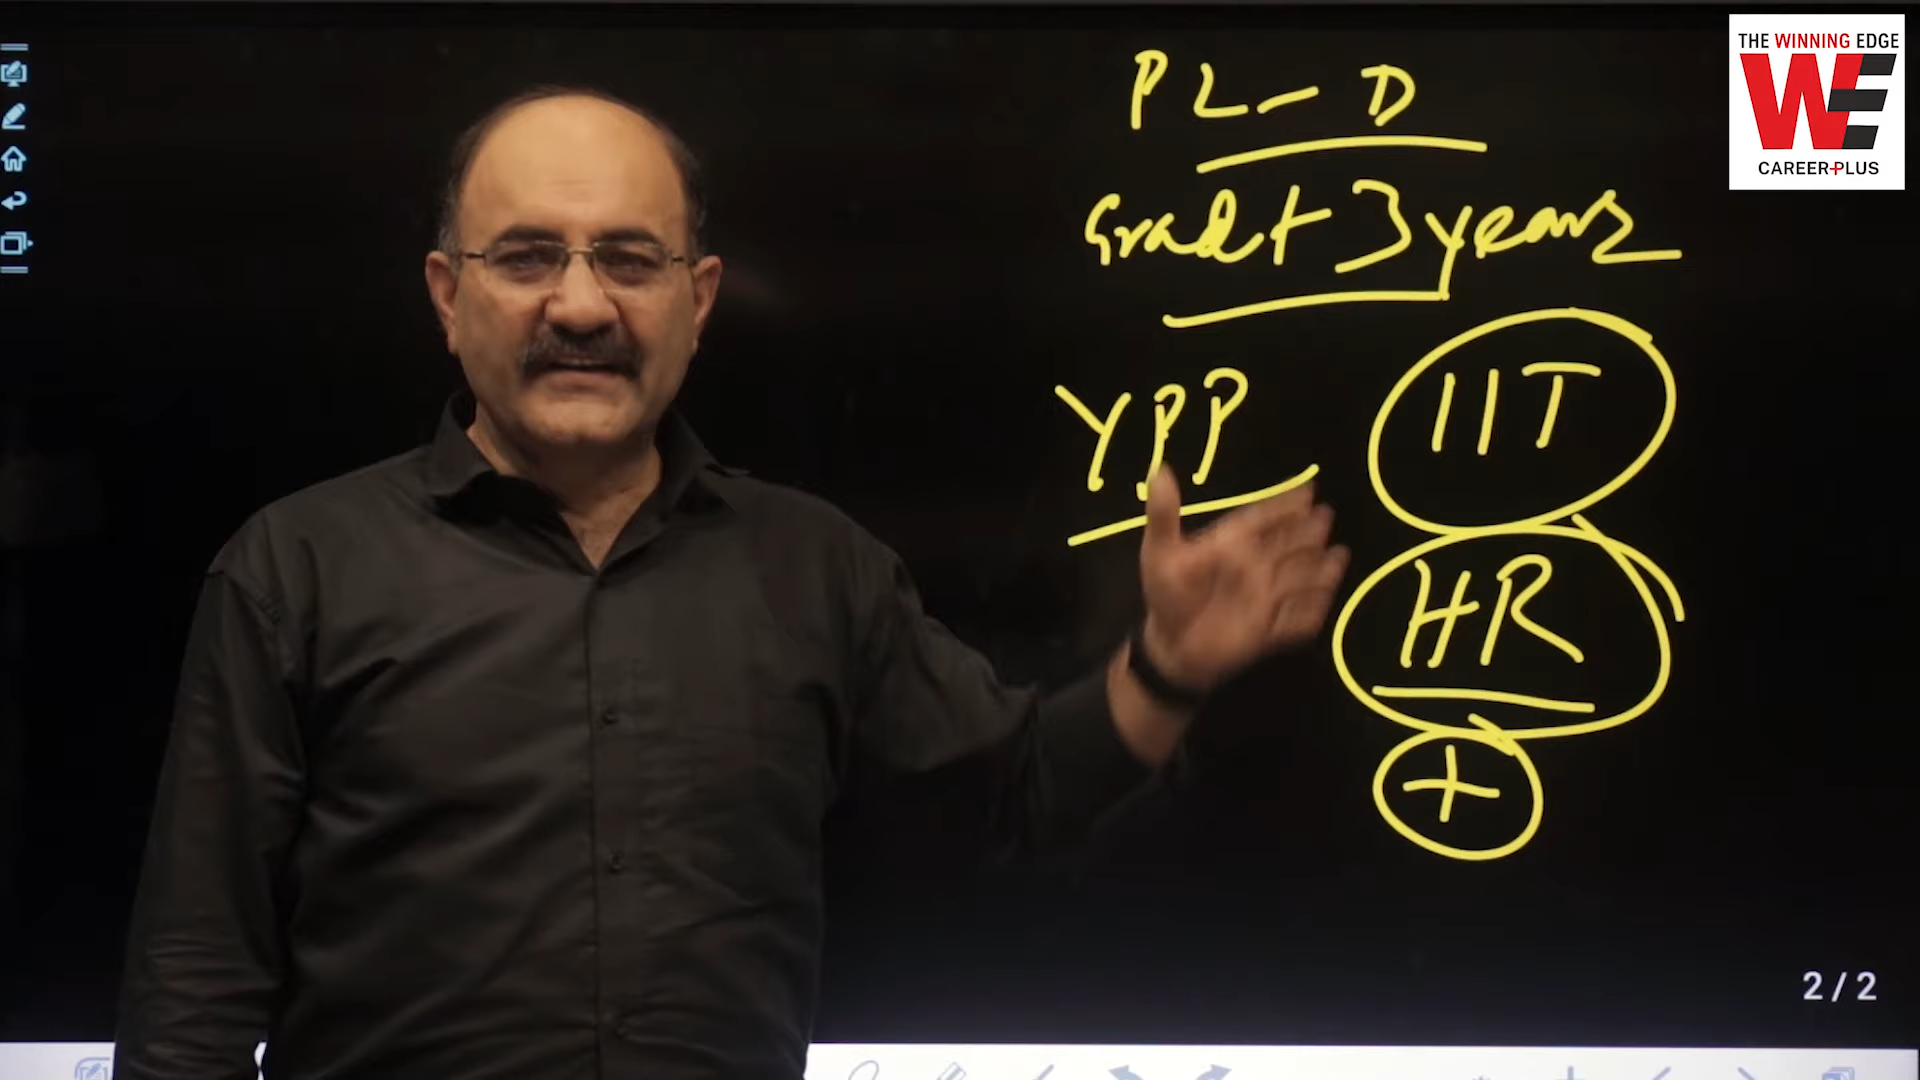 THE WINNING EDGE
WE
CAREER+PLUS
PL - D
Grad + 3 years
YPP
IIT
HR
+
2/2